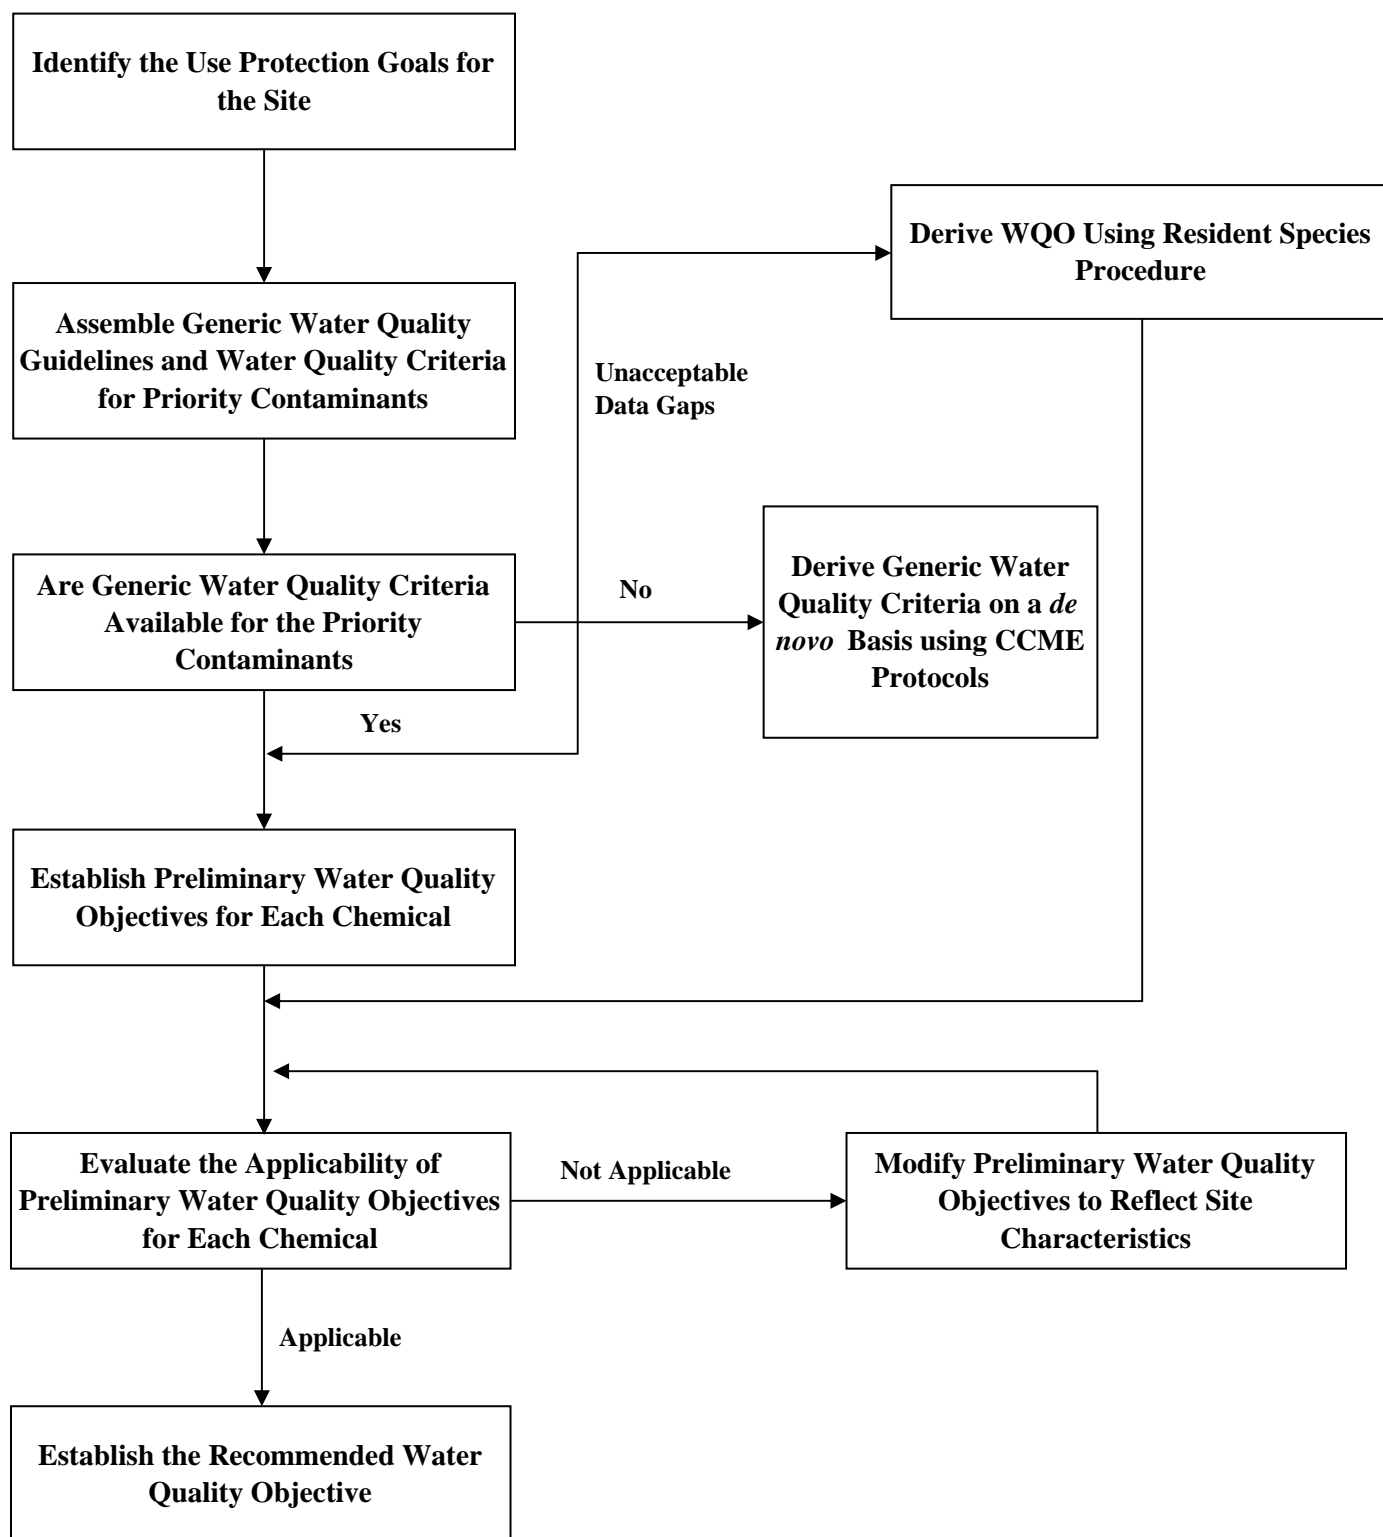 Identify the Use Protection Goals for
the Site
Derive WQO Using Resident Species
Procedure
Assemble Generic Water Quality
Guidelines and Water Quality Criteria
for Priority Contaminants
Unacceptable
Data Gaps
Are Generic Water Quality Criteria
Available for the Priority
Contaminants
No
Derive Generic Water
Quality Criteria on a de
novo Basis using CCME
Protocols
Yes
Establish Preliminary Water Quality
Objectives for Each Chemical
Evaluate the Applicability of
Preliminary Water Quality Objectives
for Each Chemical
Not Applicable
Modify Preliminary Water Quality
Objectives to Reflect Site
Characteristics
Applicable
Establish the Recommended Water
Quality Objective